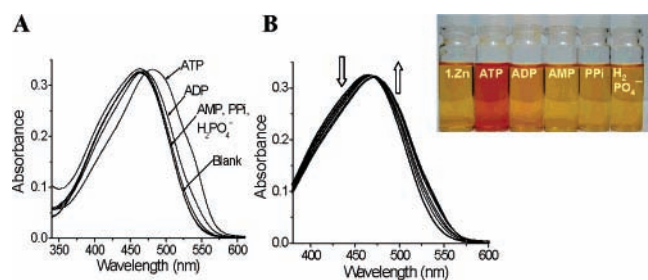 A
Absorbance
0.3
0.2
0.1
0.0
350 400 450 500 550 600
Wavelength (nm)
ATP
ADP
AMP, PPi,
H2PO4−
Blank
B
Absorbance
0.3
0.2
0.1
0.0
400 450 500 550 600
Wavelength (nm)
1.Zn ATP ADP AMP PPi H2PO4−